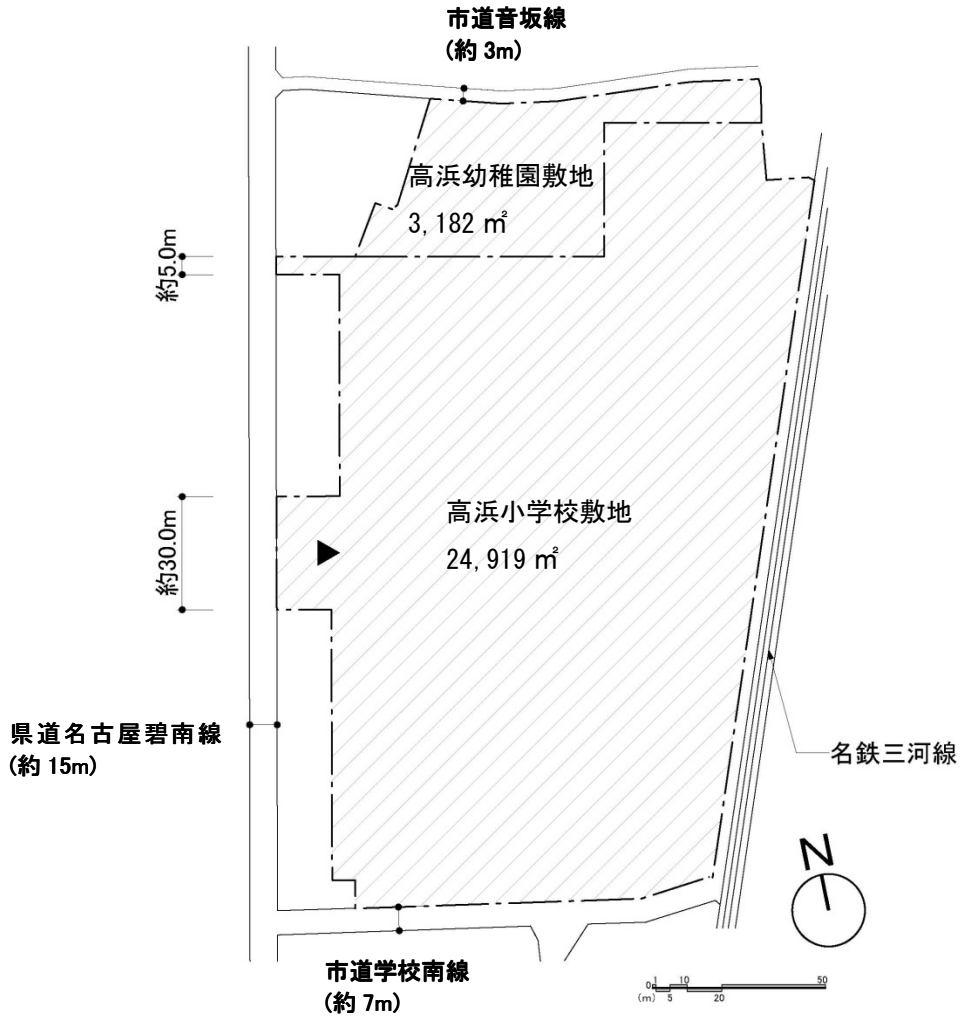 市道音坂線
(約 3m)
高浜幼稚園敷地
3,182 ㎡
約5.0m
高浜小学校敷地
24,919 ㎡
約30.0m
県道名古屋碧南線
(約 15m)
名鉄三河線
N
市道学校南線
(約 7m)
0 1 10 50
(m) 5 20